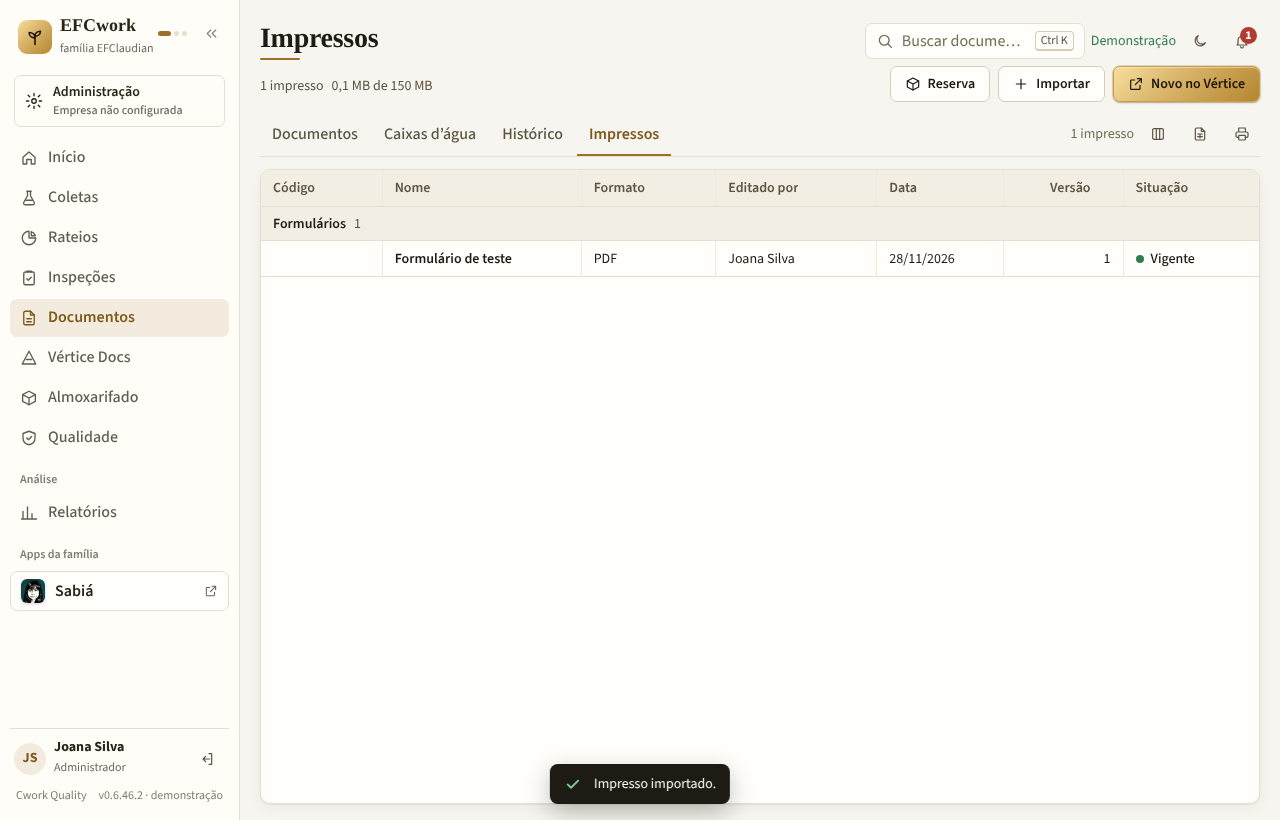 EFCwork
família EFClaudian
Administração
Empresa não configurada
Início
Coletas
Rateios
Inspeções
Documentos
Vértice Docs
Almoxarifado
Qualidade
Análise
Relatórios
Apps da família
Sabiá
JS
Joana Silva
Administrador
Cwork Quality v0.6.46.2 · demonstração
Impressos
Buscar docume… Ctrl K Demonstração 1
1 impresso 0,1 MB de 150 MB
Reserva Importar Novo no Vértice
Documentos Caixas d’água Histórico Impressos 1 impresso
Código Nome Formato Editado por Data Versão Situação
Formulários 1
Formulário de teste PDF Joana Silva 28/11/2026 1 Vigente
Impresso importado.